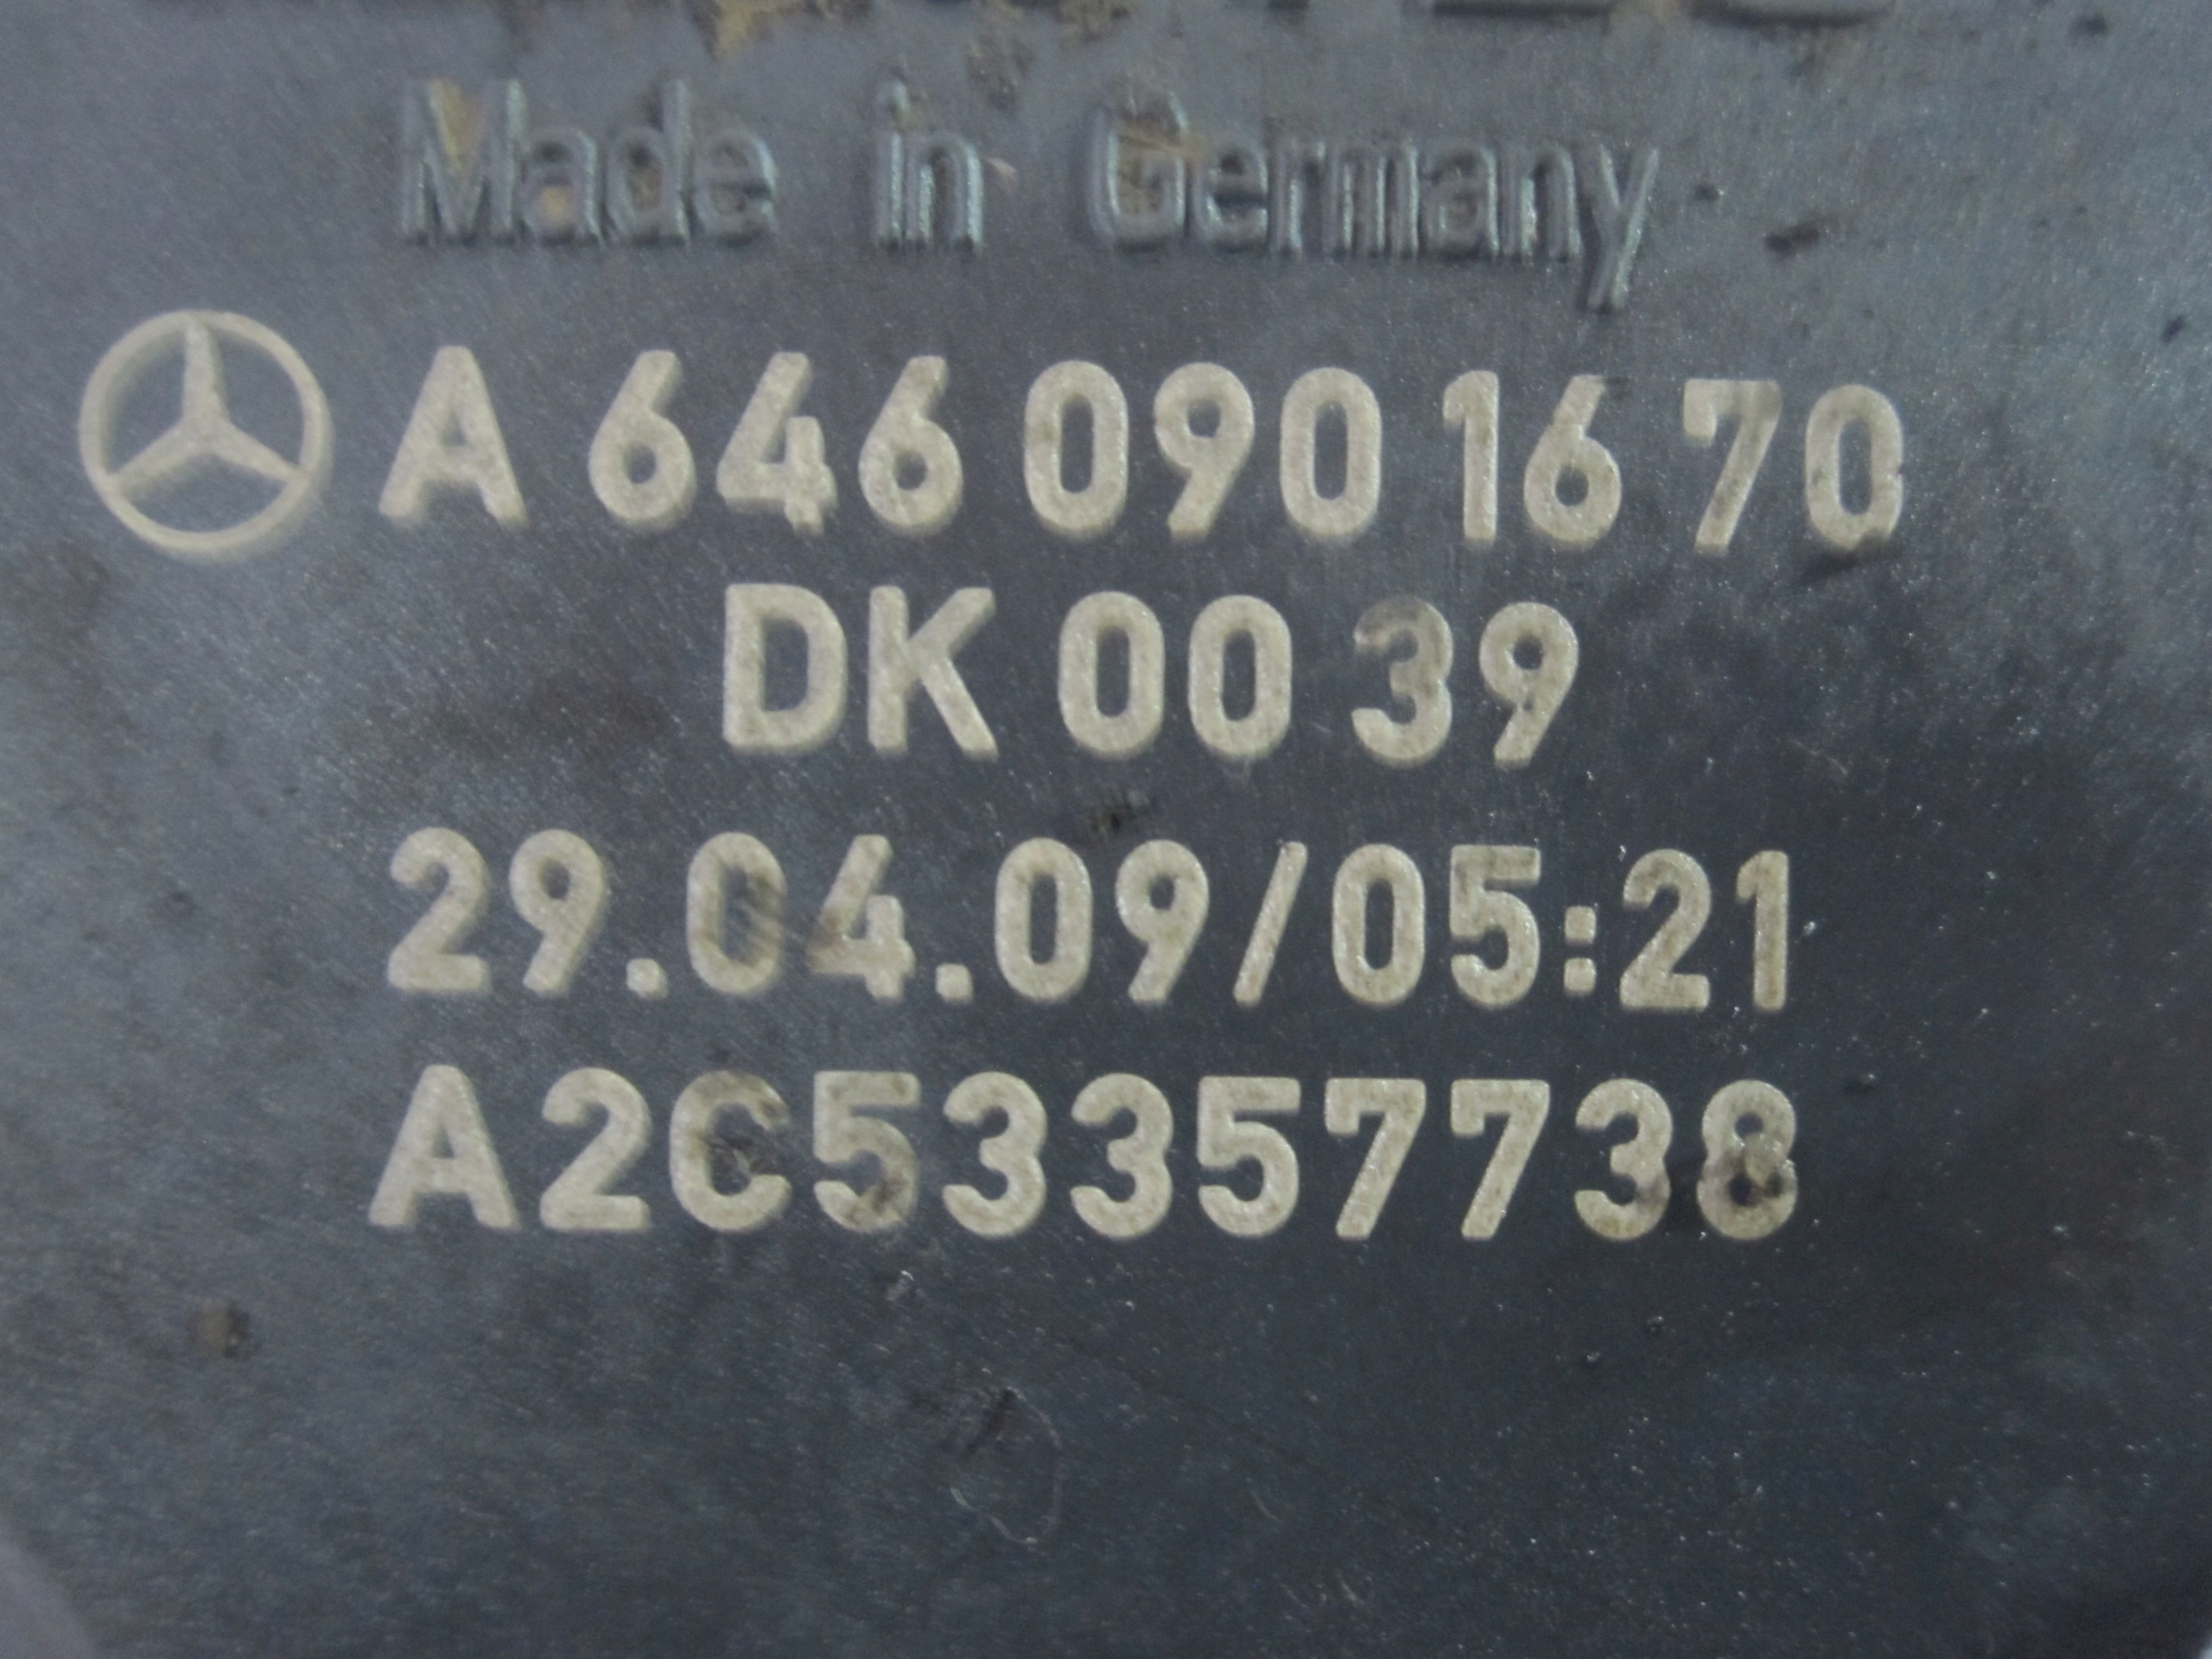 Made in Germany
A 646 090 16 70
DK 00 39
29.04.09/05:21
A2C53357738